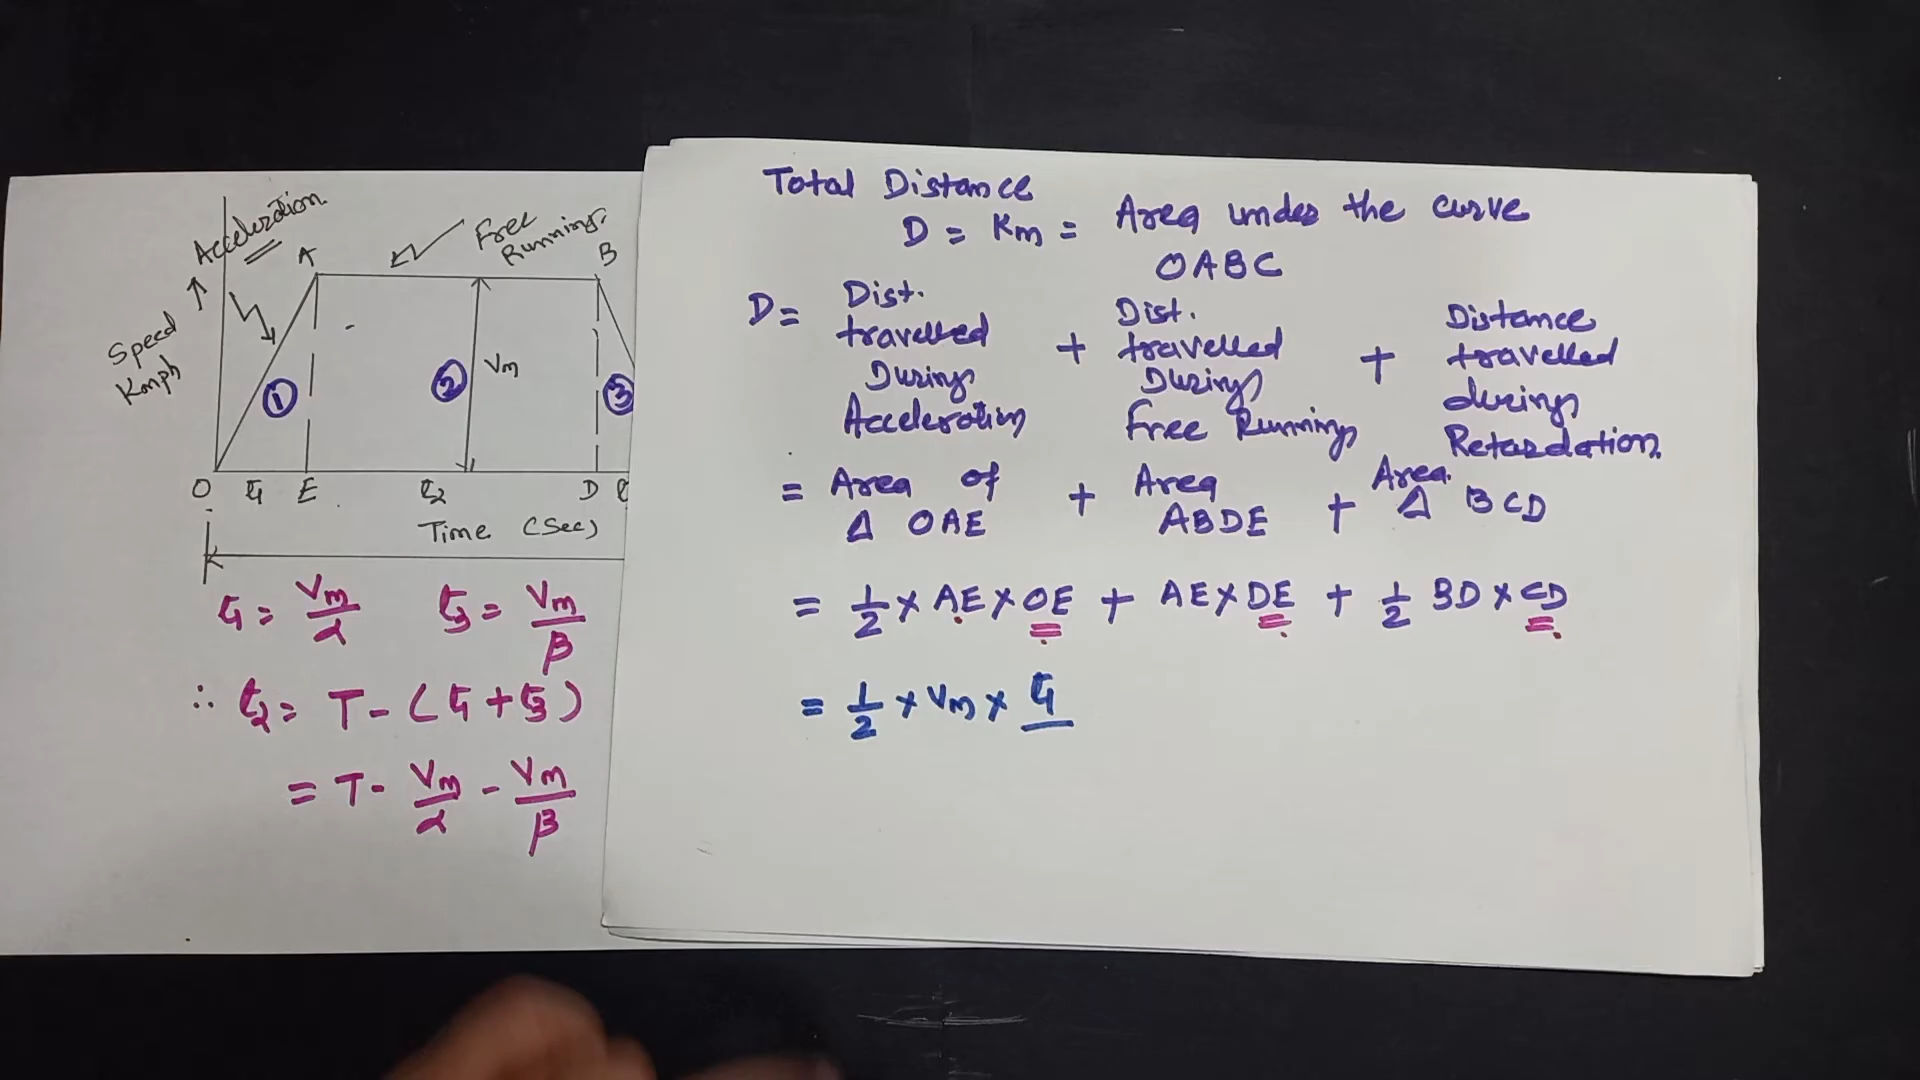 Acceleration
Free
Running
A
B
Speed
Kmph
①
②
Vm
③
O t₁ E t₂ D t
Time (Sec)
t₁ = Vm/α t₃ = Vm/β
∴ t₂ = T - (t₁ + t₃)
= T - Vm/α - Vm/β
Total Distance
D = Km = Area under the curve
OABC
D = Dist. travelled During Acceleration + Dist. travelled During Free Running + Distance travelled during Retardation.
= Area of Δ OAE + Area ABDE + Area Δ BCD
= 1/2 × AE × OE + AE × DE + 1/2 BD × CD
= 1/2 × Vm × t₁